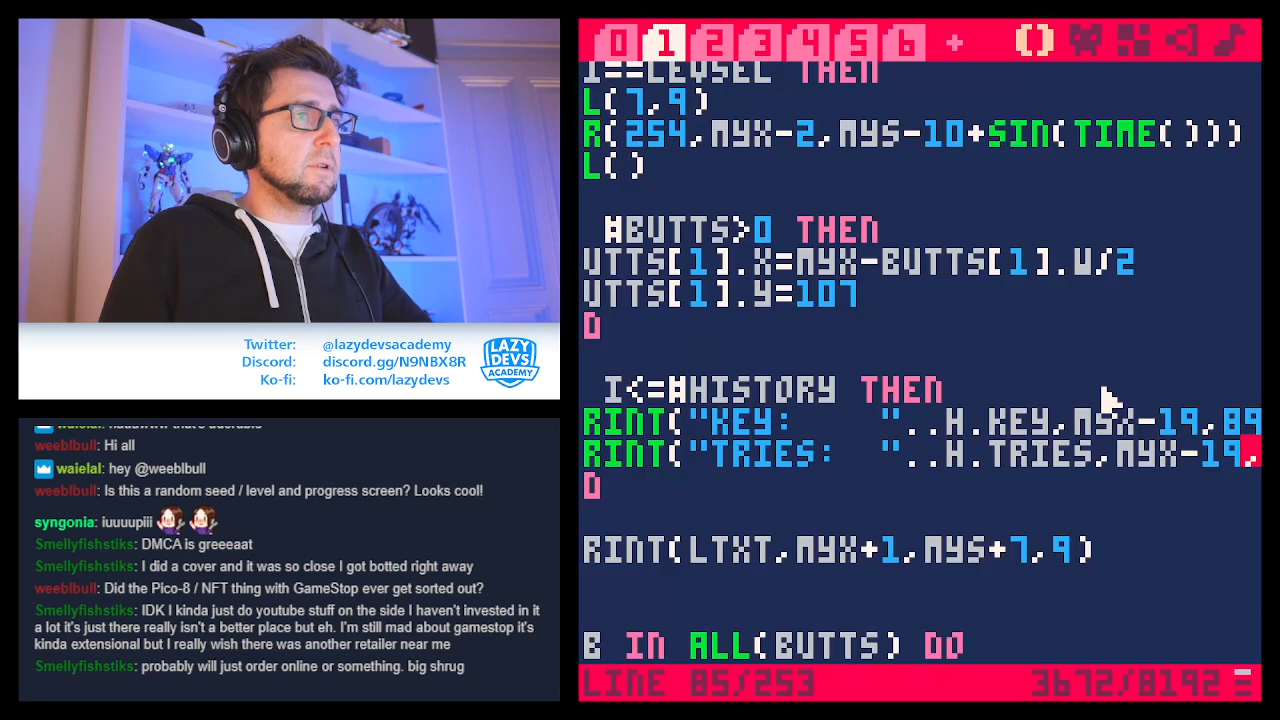 Twitter: @lazydevsacademy
Discord: discord.gg/N9NBX8R
Ko-fi: ko-fi.com/lazydevs
LAZY
DEVS
ACADEMY
weeblbull: Hi all
waielal: hey @weeblbull
weeblbull: Is this a random seed / level and progress screen? Looks cool!
syngonia: iuuuupiii
Smellyfishstiks: DMCA is greeeaat
Smellyfishstiks: I did a cover and it was so close I got botted right away
weeblbull: Did the Pico-8 / NFT thing with GameStop ever get sorted out?
Smellyfishstiks: IDK I kinda just do youtube stuff on the side I haven't invested in it
a lot it's just there really isn't a better place but eh. I'm still mad about gamestop it's
kinda extensional but I really wish there was another retailer near me
Smellyfishstiks: probably will just order online or something. big shrug
0 1 2 3 4 5 6 +
I==LEVSEL THEN
L(7,9)
R(254,MYX-2,MYS-10+SIN(TIME()))
L()
#BUTTS>0 THEN
UTTS[1].X=MYX-BUTTS[1].W/2
UTTS[1].Y=107
D
I<=#HISTORY THEN
RINT("KEY:   "..H.KEY,MYX-19,89
RINT("TRIES:  "..H.TRIES,MYX-19,
D
RINT(LTXT,MYX+1,MYS+7,9)
B IN ALL(BUTTS) DO
LINE 85/253
3672/8192